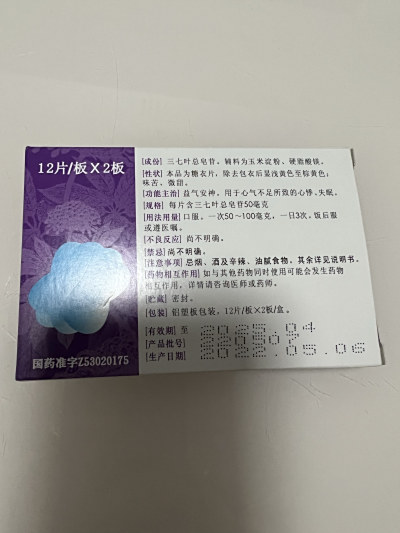 12片/板X2板
[成份] 三七叶总皂苷。辅料为玉米淀粉、硬脂酸镁。
[性状] 本品为糖衣片，除去包衣后显浅黄色至棕黄色；
味苦、微甜。
[功能主治] 益气安神。用于心气不足所致的心悸、失眠。
[规格] 每片含三七叶总皂苷50毫克
[用法用量] 口服。一次50～100毫克，一日3次。饭后服
或遵医嘱。
[不良反应] 尚不明确。
[禁忌] 尚不明确。
[注意事项] 忌烟、酒及辛辣、油腻食物。其余详见说明书。
[药物相互作用] 如与其他药物同时使用可能会发生药物
相互作用，详情请咨询医师或药师。
[贮藏] 密封。
[包装] 铝塑板包装，12片/板×2板/盒。
[有效期] 至 2025.04
[产品批号] 220507
[生产日期] 2022.05.06
国药准字Z53020175